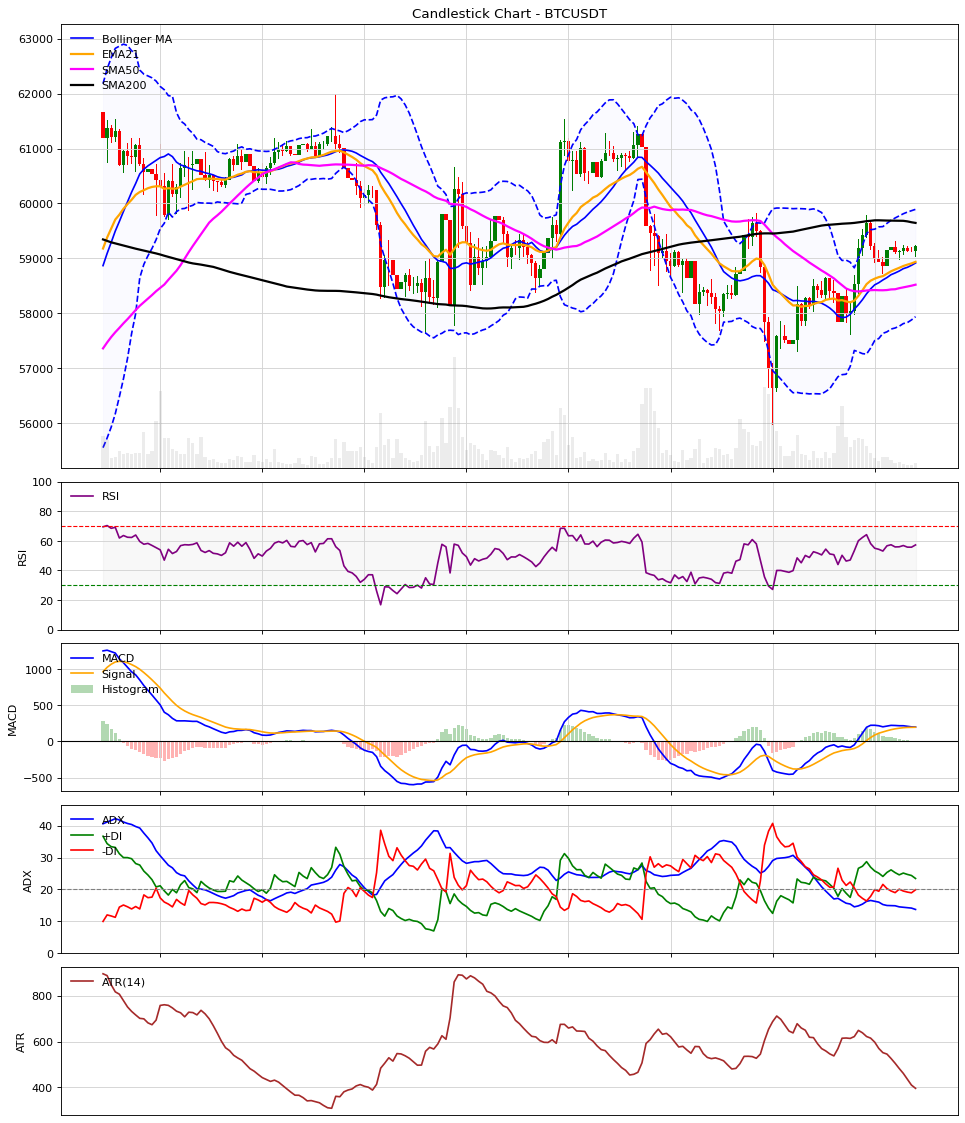 Candlestick Chart - BTCUSDT
63000
62000
61000
60000
59000
58000
57000
56000
Bollinger MA
EMA21
SMA50
SMA200
100
80
60
40
20
0
RSI
RSI
1000
500
0
−500
MACD
MACD
Signal
Histogram
40
30
20
10
0
ADX
ADX
+DI
-DI
800
600
400
ATR
ATR(14)